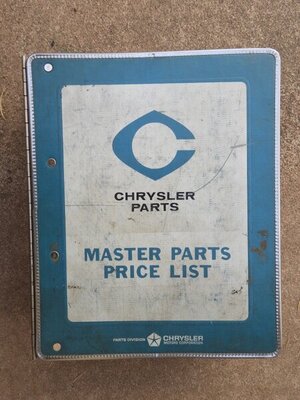 CHRYSLER
PARTS
MASTER PARTS
PRICE LIST
PARTS DIVISION CHRYSLER
MOTORS CORPORATION